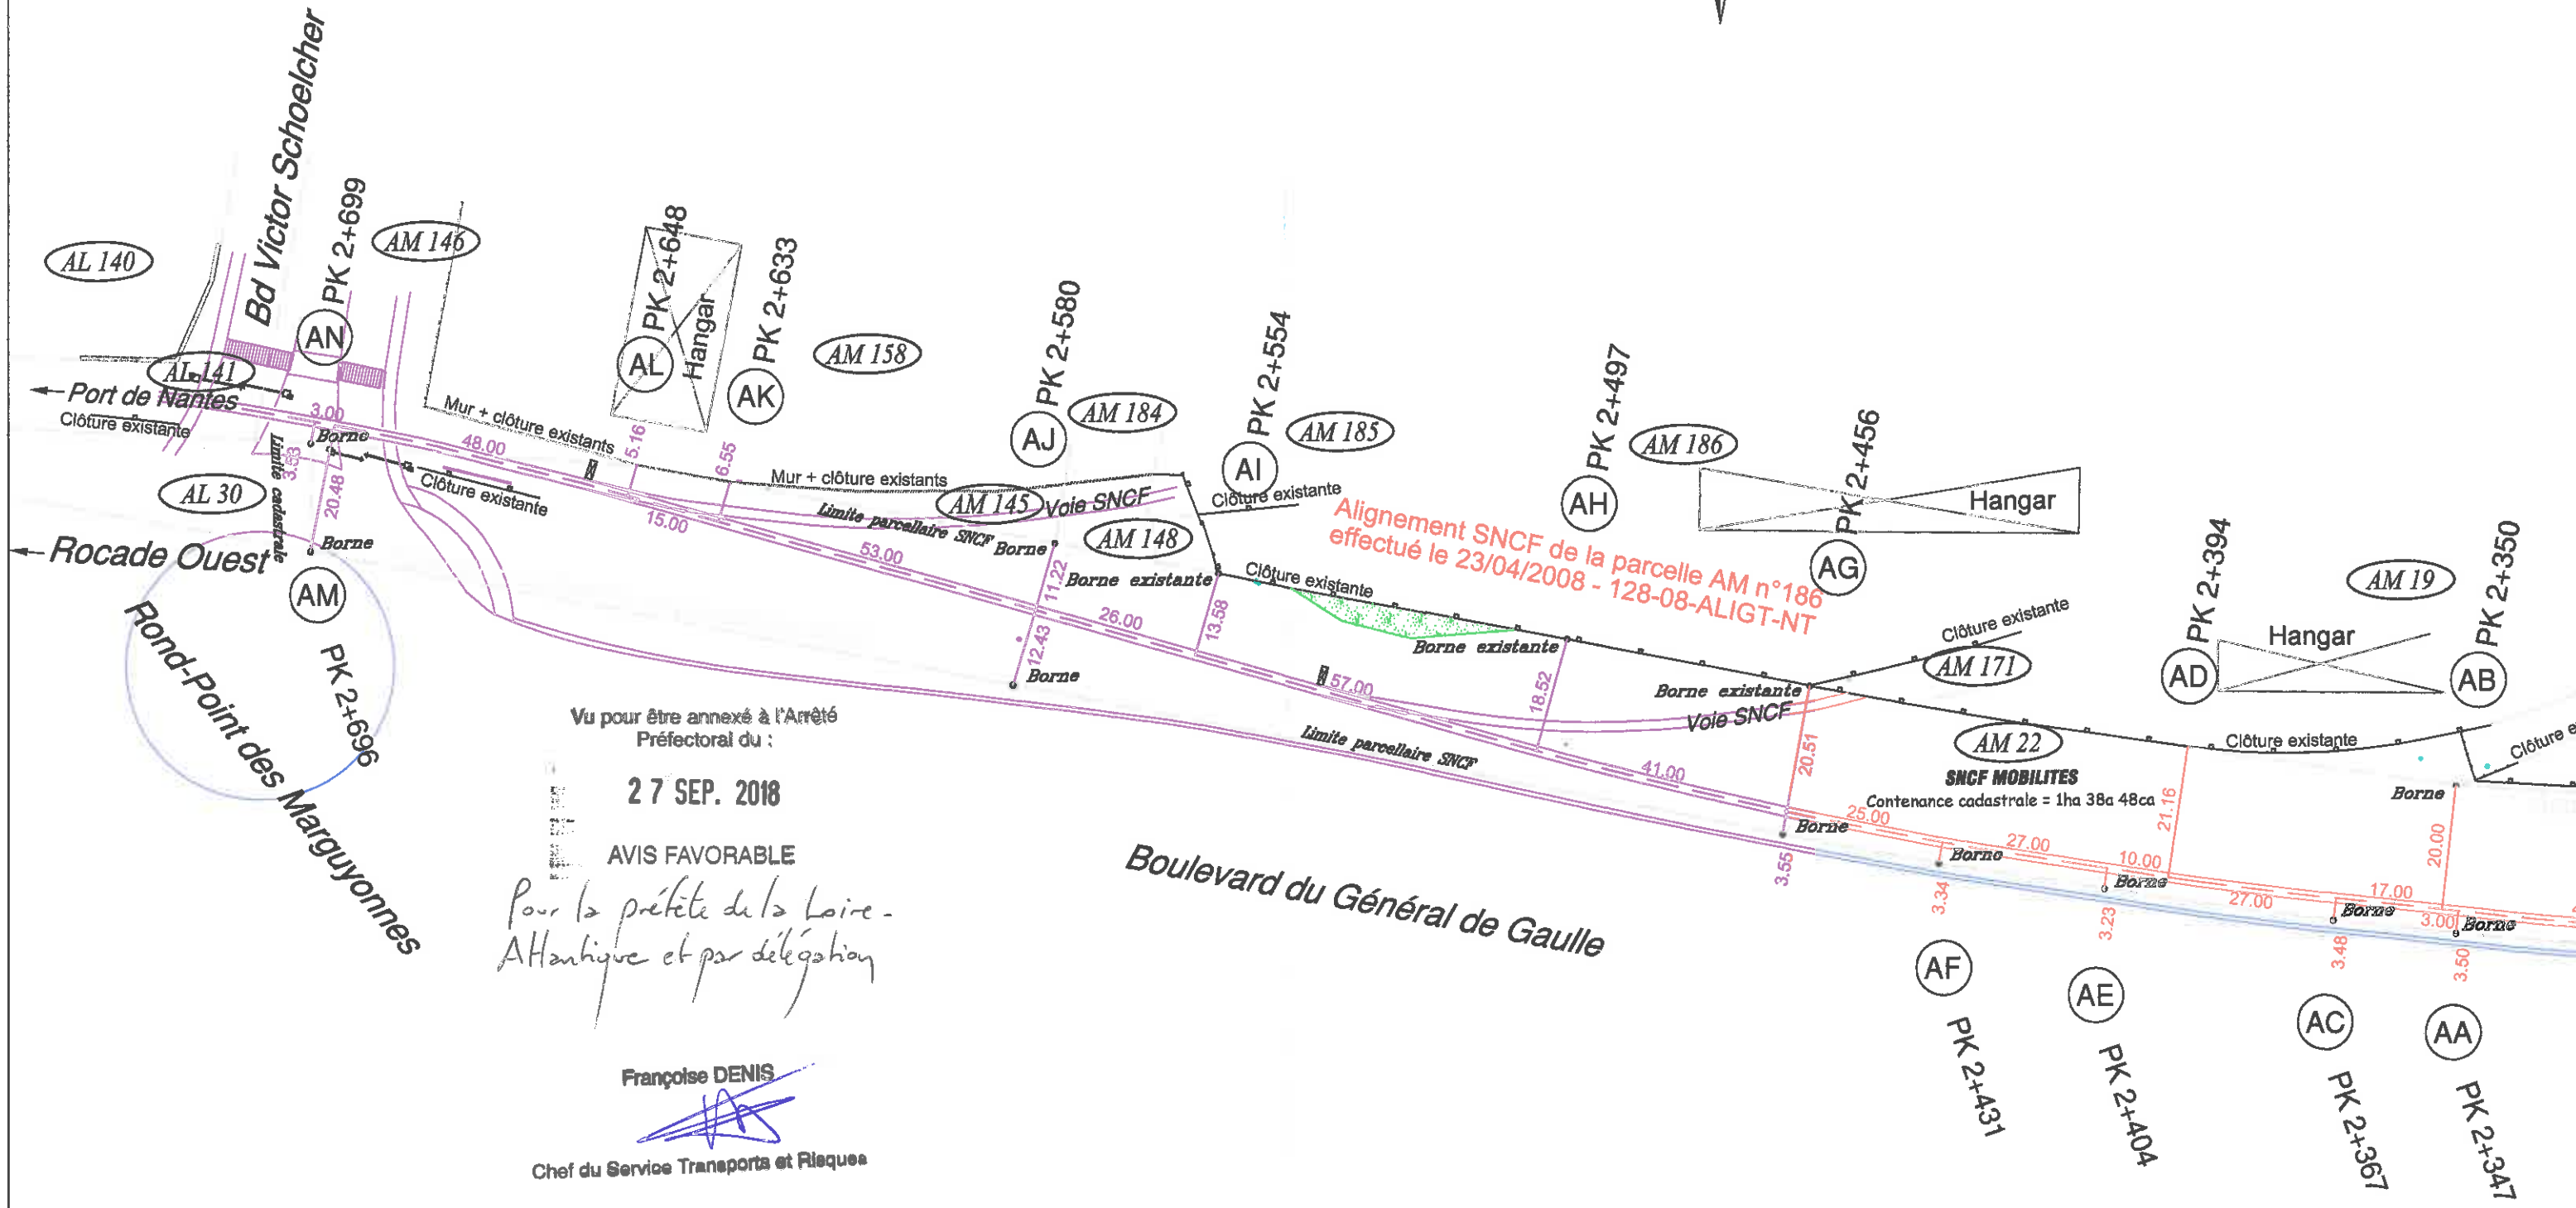 Bd Victor Schoelcher
AL 140
AN
PK 2+699
AM 146
AL
PK 2+648
Hangar
AK
PK 2+633
AM 158
AJ
PK 2+580
AM 184
AI
PK 2+554
AM 185
AH
PK 2+497
AM 186
AG
PK 2+456
Hangar
AD
PK 2+394
Hangar
AM 19
AB
PK 2+350
AL 141
Port de Nantes
Clôture existante
3.00
Borne
48.00
Mur + clôture existants
5.16
6.55
Mur + clôture existants
AM 145
Voie SNCF
Clôture existante
Limite cadastrale
3.53
20.48
Clôture existante
15.00
Limite parcellaire SNCF
Borne
AM 148
Alignement SNCF de la parcelle AM n°186
effectué le 23/04/2008 - 128-08-ALIGT-NT
AL 30
Rocade Ouest
Borne
AM
PK 2+696
Rond-Point des Marguyonnes
53.00
11.22
Borne existante
Clôture existante
12.43
26.00
13.58
Borne
Borne existante
57.00
18.52
Borne existante
Voie SNCF
Clôture existante
AM 171
Limite parcellaire SNCF
41.00
20.51
AM 22
SNCF MOBILITES
Contenance cadastrale = 1ha 38a 48ca
Clôture existante
Clôture e
Borne
21.16
20.00
Borne
25.00
27.00
10.00
17.00
3.55
Borne
Borne
27.00
Borne
3.00
Borne
3.34
3.23
3.48
3.50
Boulevard du Général de Gaulle
AF
PK 2+431
AE
PK 2+404
AC
PK 2+367
AA
PK 2+347
Vu pour être annexé à l'Arrêté
Préfectoral du :
27 SEP. 2018
AVIS FAVORABLE
Pour la préfète de la Loire-
Atlantique et par délégation
Françoise DENIS
Chef du Service Transports et Risques